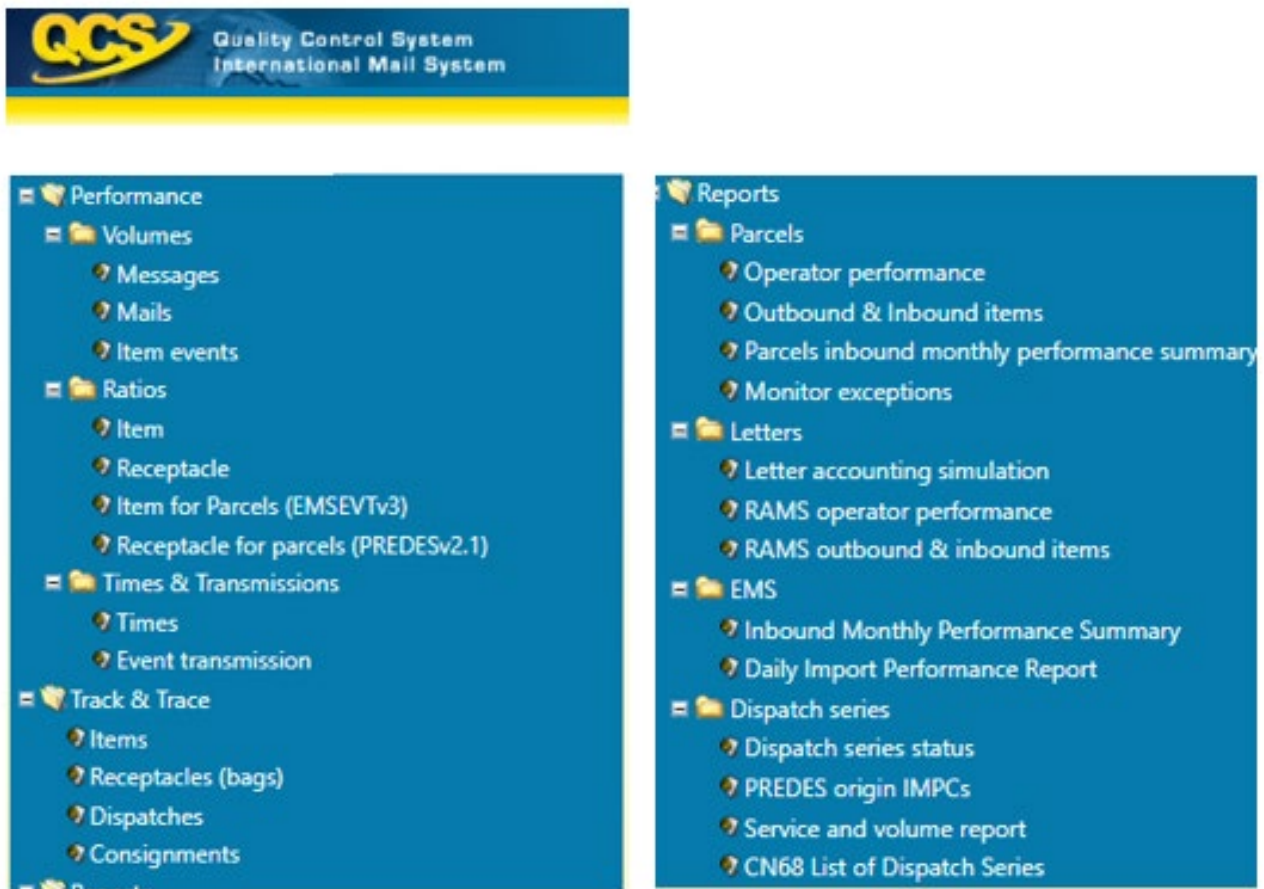 QCS
Quality Control System
International Mail System
Performance
Volumes
Messages
Mails
Item events
Ratios
Item
Receptacle
Item for Parcels (EMSEVTv3)
Receptacle for parcels (PREDESv2.1)
Times & Transmissions
Times
Event transmission
Track & Trace
Items
Receptacles (bags)
Dispatches
Consignments
Reports
Parcels
Operator performance
Outbound & Inbound items
Parcels inbound monthly performance summary
Monitor exceptions
Letters
Letter accounting simulation
RAMS operator performance
RAMS outbound & inbound items
EMS
Inbound Monthly Performance Summary
Daily Import Performance Report
Dispatch series
Dispatch series status
PREDES origin IMPCs
Service and volume report
CN68 List of Dispatch Series